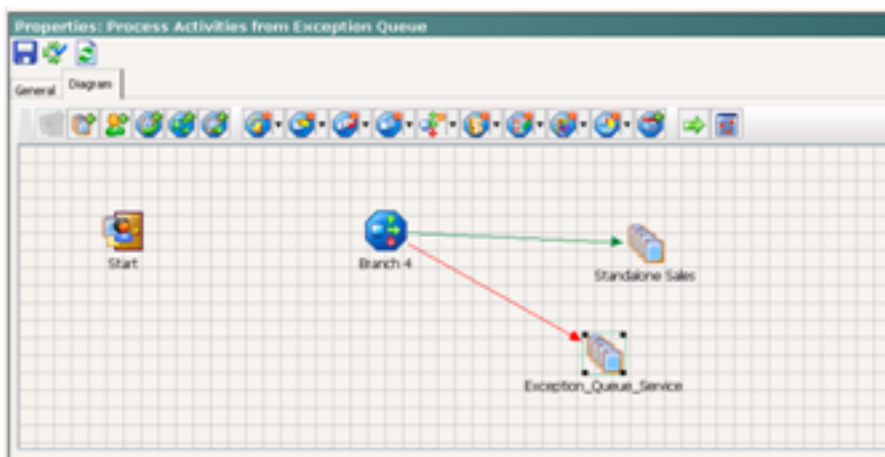 Properties: Process Activities from Exception Queue
General Diagram
Start
Branch 4
Standalone Sales
Exception_Queue_Service